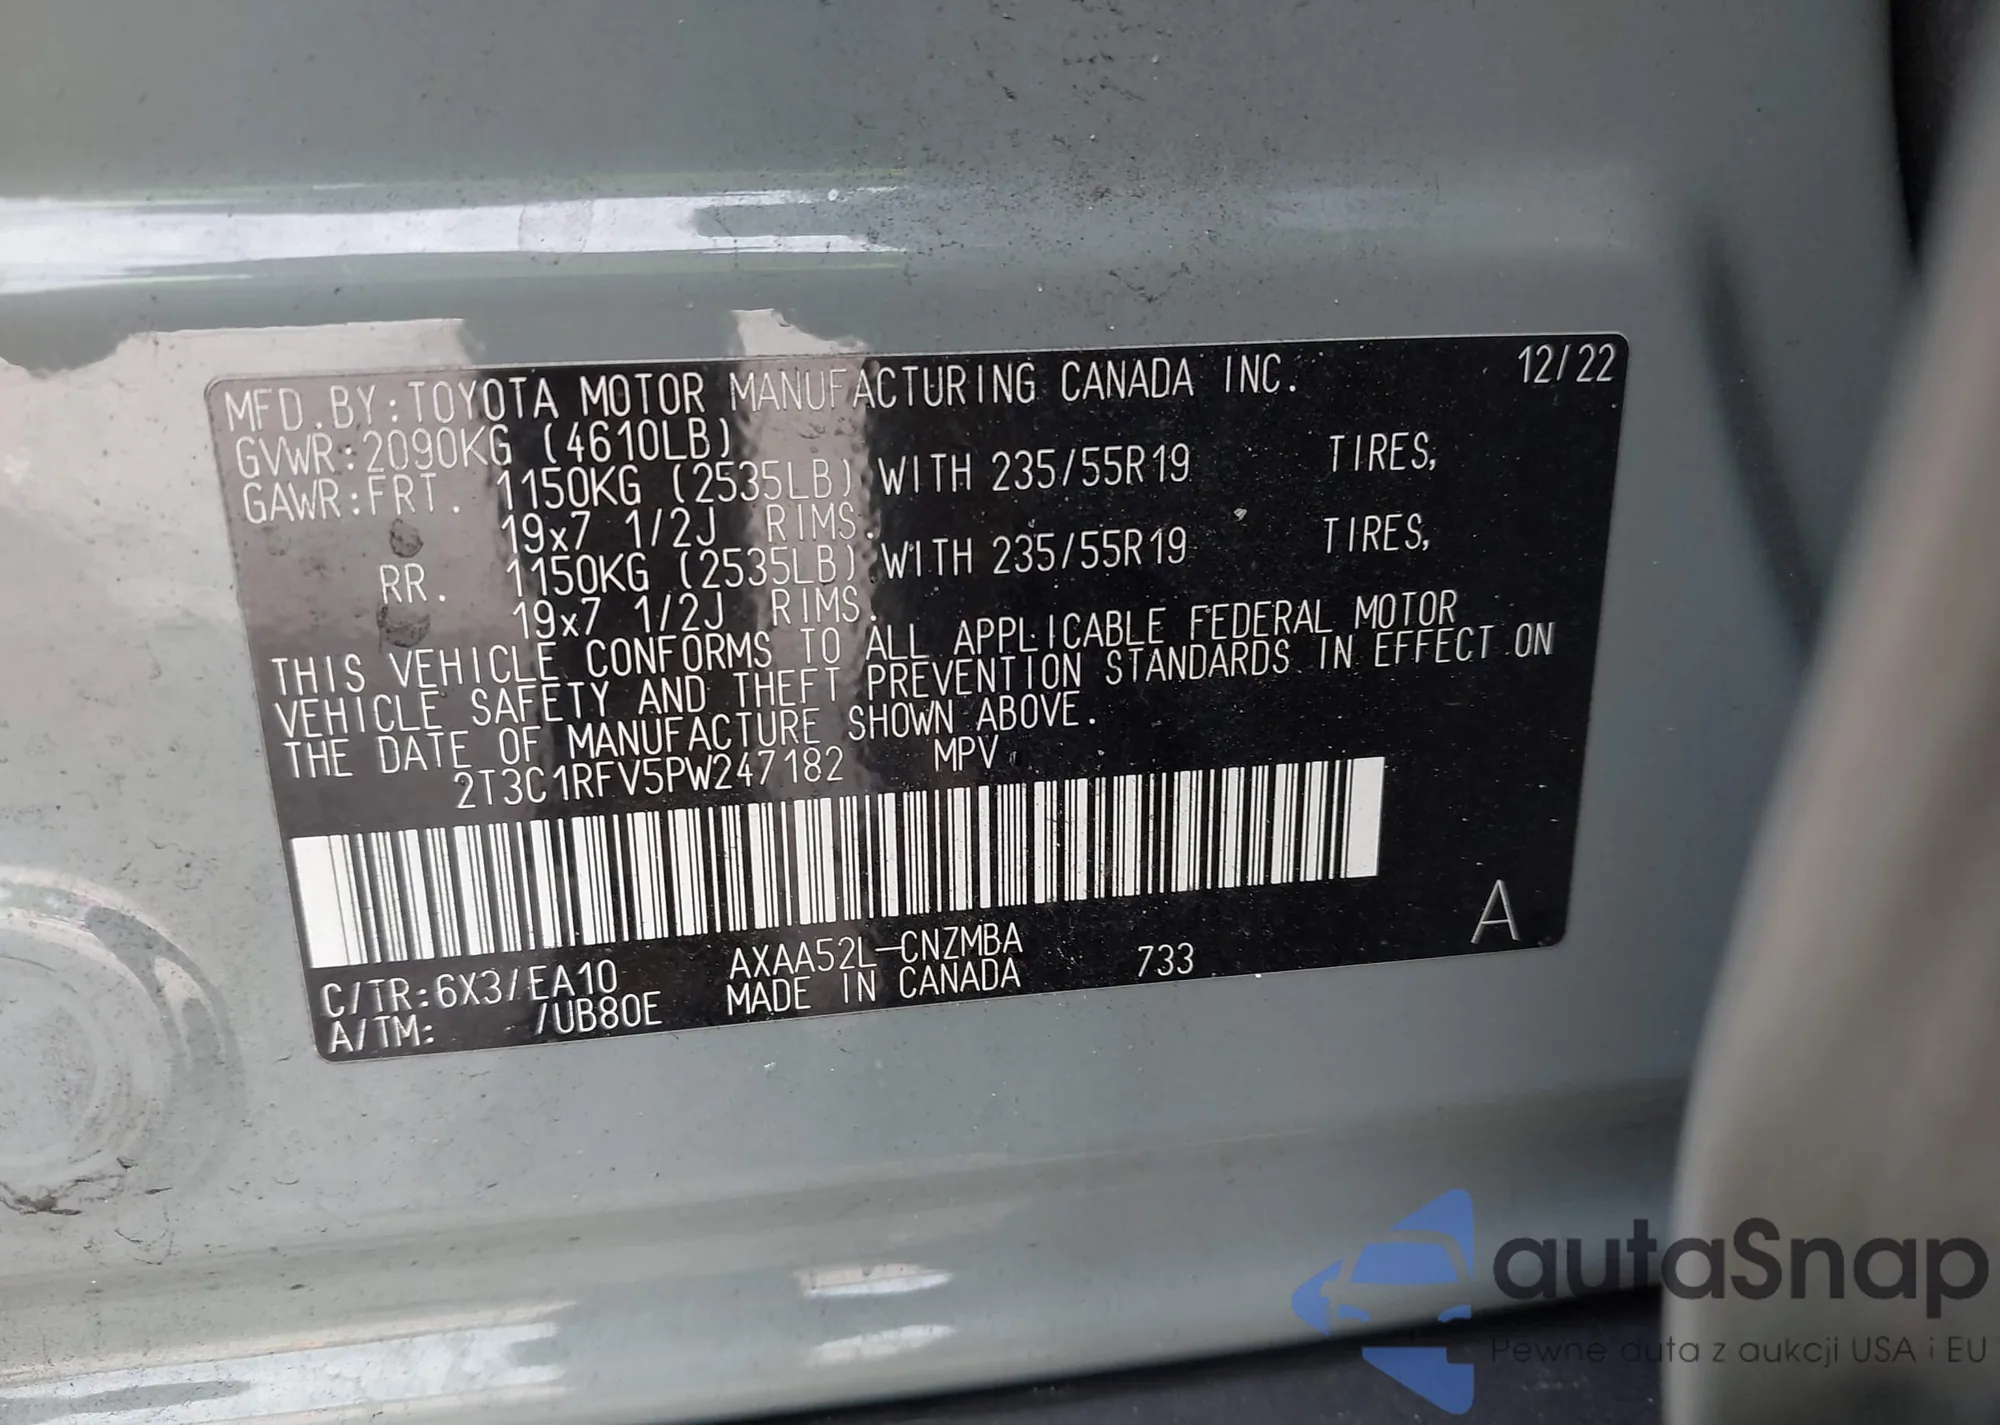 MFD.BY:TOYOTA MOTOR MANUFACTURING CANADA INC. 12/22
GVWR:2090KG (4610LB)
GAWR:FRT. 1150KG (2535LB) WITH 235/55R19 TIRES,
19x7 1/2J RIMS.
RR. 1150KG (2535LB) WITH 235/55R19 TIRES,
19x7 1/2J RIMS.
THIS VEHICLE CONFORMS TO ALL APPLICABLE FEDERAL MOTOR
VEHICLE SAFETY AND THEFT PREVENTION STANDARDS IN EFFECT ON
THE DATE OF MANUFACTURE SHOWN ABOVE.
2T3C1RFV5PW247182 MPV
C/TR:6X3/EA10 AXAA52L-CNZMBA 733 A
A/TM: /UB80E MADE IN CANADA
autaSnap
Pewne auta z aukcji USA i EU